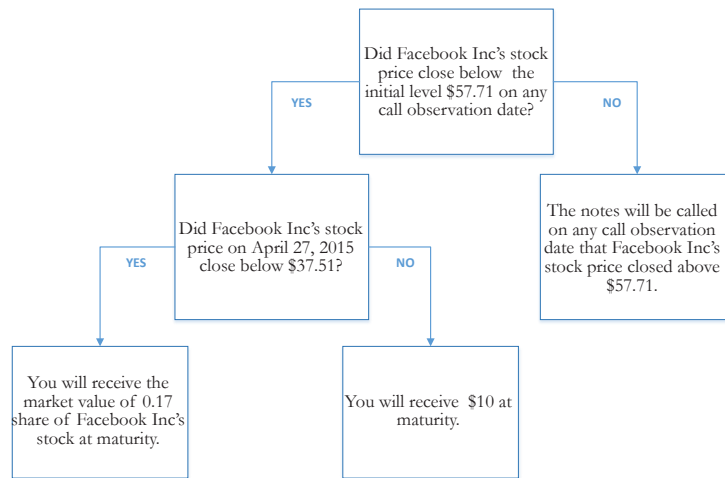 Did Facebook Inc's stock
price close below the
initial level $57.71 on any
call observation date?
YES
NO
Did Facebook Inc's stock
price on April 27, 2015
close below $37.51?
The notes will be called
on any call observation
date that Facebook Inc's
stock price closed above
$57.71.
YES
NO
You will receive the
market value of 0.17
share of Facebook Inc's
stock at maturity.
You will receive $10 at
maturity.